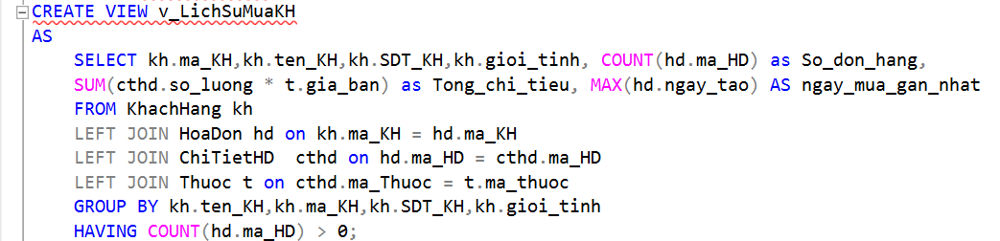 CREATE VIEW v_LichSuMuaKH
AS
SELECT kh.ma_KH,kh.ten_KH,kh.SDT_KH,kh.gioi_tinh, COUNT(hd.ma_HD) as So_don_hang,
SUM(cthd.so_luong * t.gia_ban) as Tong_chi_tieu, MAX(hd.ngay_tao) AS ngay_mua_gan_nhat
FROM KhachHang kh
LEFT JOIN HoaDon hd on kh.ma_KH = hd.ma_KH
LEFT JOIN ChiTietHD  cthd on hd.ma_HD = cthd.ma_HD
LEFT JOIN Thuoc t on cthd.ma_Thuoc = t.ma_thuoc
GROUP BY kh.ten_KH,kh.ma_KH,kh.SDT_KH,kh.gioi_tinh
HAVING COUNT(hd.ma_HD) > 0;